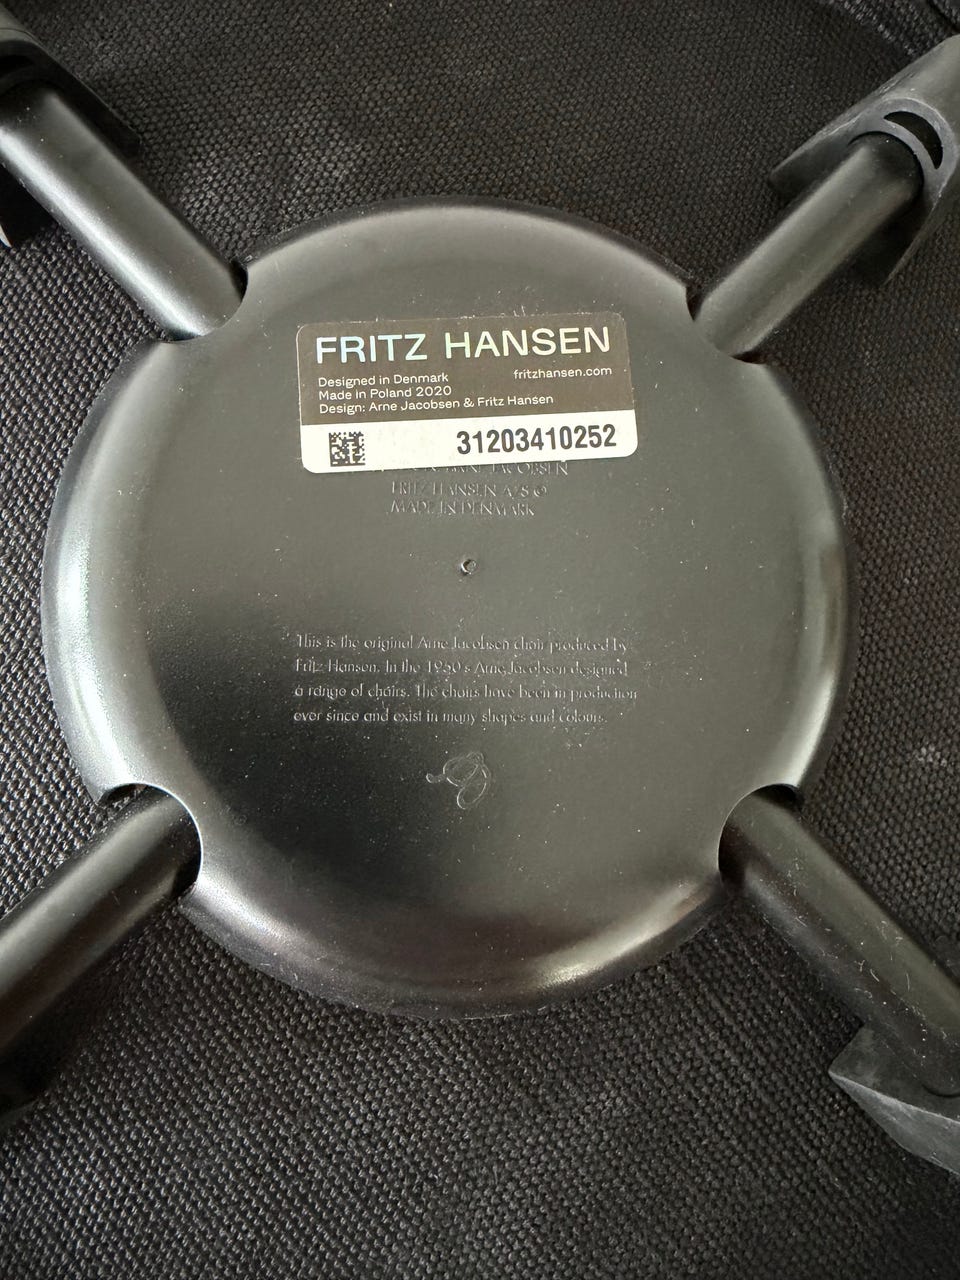 FRITZ HANSEN
Designed in Denmark fritzhansen.com
Made in Poland 2020
Design: Arne Jacobsen & Fritz Hansen
31203410252
ARNE JACOBSEN
FRITZ HANSEN A/S ©
MADE IN DENMARK
This is the original Arne Jacobsen chair produced by
Fritz Hansen. In the 1950's Arne Jacobsen designed
a range of chairs. The chairs have been in production
ever since and exist in many shapes and colours.